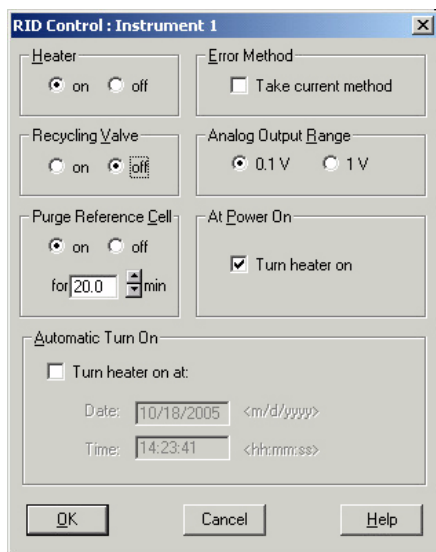 RID Control : Instrument 1
Heater
on off
Error Method
Take current method
Recycling Valve
on off
Analog Output Range
0.1 V 1 V
Purge Reference Cell
on off
for 20.0 min
At Power On
Turn heater on
Automatic Turn On
Turn heater on at:
Date: 10/18/2005 <m/d/yyyy>
Time: 14:23:41 <hh:mm:ss>
OK Cancel Help